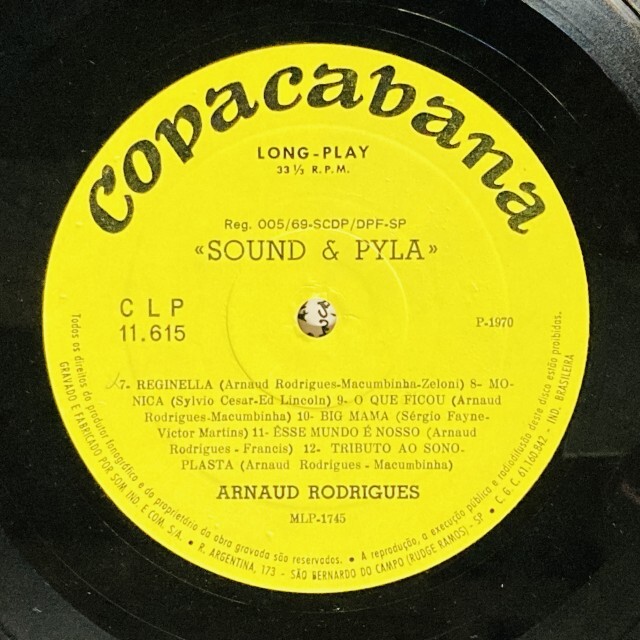 Copacabana
LONG-PLAY
33 ⅓ R.P.M.
Reg. 005/69-SCDP/DPF-SP
«SOUND & PYLA»
CLP
11.615
P-1970
7- REGINELLA (Arnaud Rodrigues-Macumbinha-Zeloni) 8- MO-
NICA (Sylvio Cesar-Ed Lincoln) 9- O QUE FICOU (Arnaud
Rodrigues-Macumbinha) 10- BIG MAMA (Sérgio Fayne-
Victor Martins) 11- ÊSSE MUNDO É NOSSO (Arnaud
Rodrigues - Francis) 12- TRIBUTO AO SONO-
PLASTA (Arnaud Rodrigues - Macumbinha)
ARNAUD RODRIGUES
MLP-1745
Todos os direitos do produtor fonográfico e do proprietário da obra gravada são reservados. • A reprodução, a execução pública e radiodifusão deste disco estão proibidas.
GRAVADO E FABRICADO POR SOM, IND. E COM. S/A. • R. ARGENTINA, 173 - SÃO BERNARDO DO CAMPO (RUDGE RAMOS) - SP • C.G.C. 61.160.942 - IND. BRASILEIRA